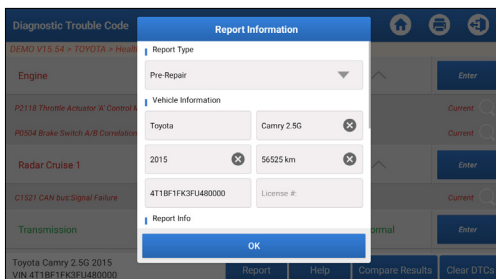 Diagnostic Trouble Code
Report Information
DEMO V15.54 > TOYOTA > Health
Report Type
Engine
Pre-Repair
Enter
Vehicle Information
P2118 Throttle Actuator 'A' Control M
Current
Toyota
Camry 2.5G
P0504 Brake Switch A/B Correlation
Current
2015
56525 km
Radar Cruise 1
Enter
4T1BF1FK3FU480000
License #:
C1521 CAN bus Signal Failure
Current
Report Info
Transmission
ormal
Enter
OK
Toyota Camry 2.5G 2015
VIN 4T1BF1FK3FU480000
Report
Help
Compare Results
Clear DTCs